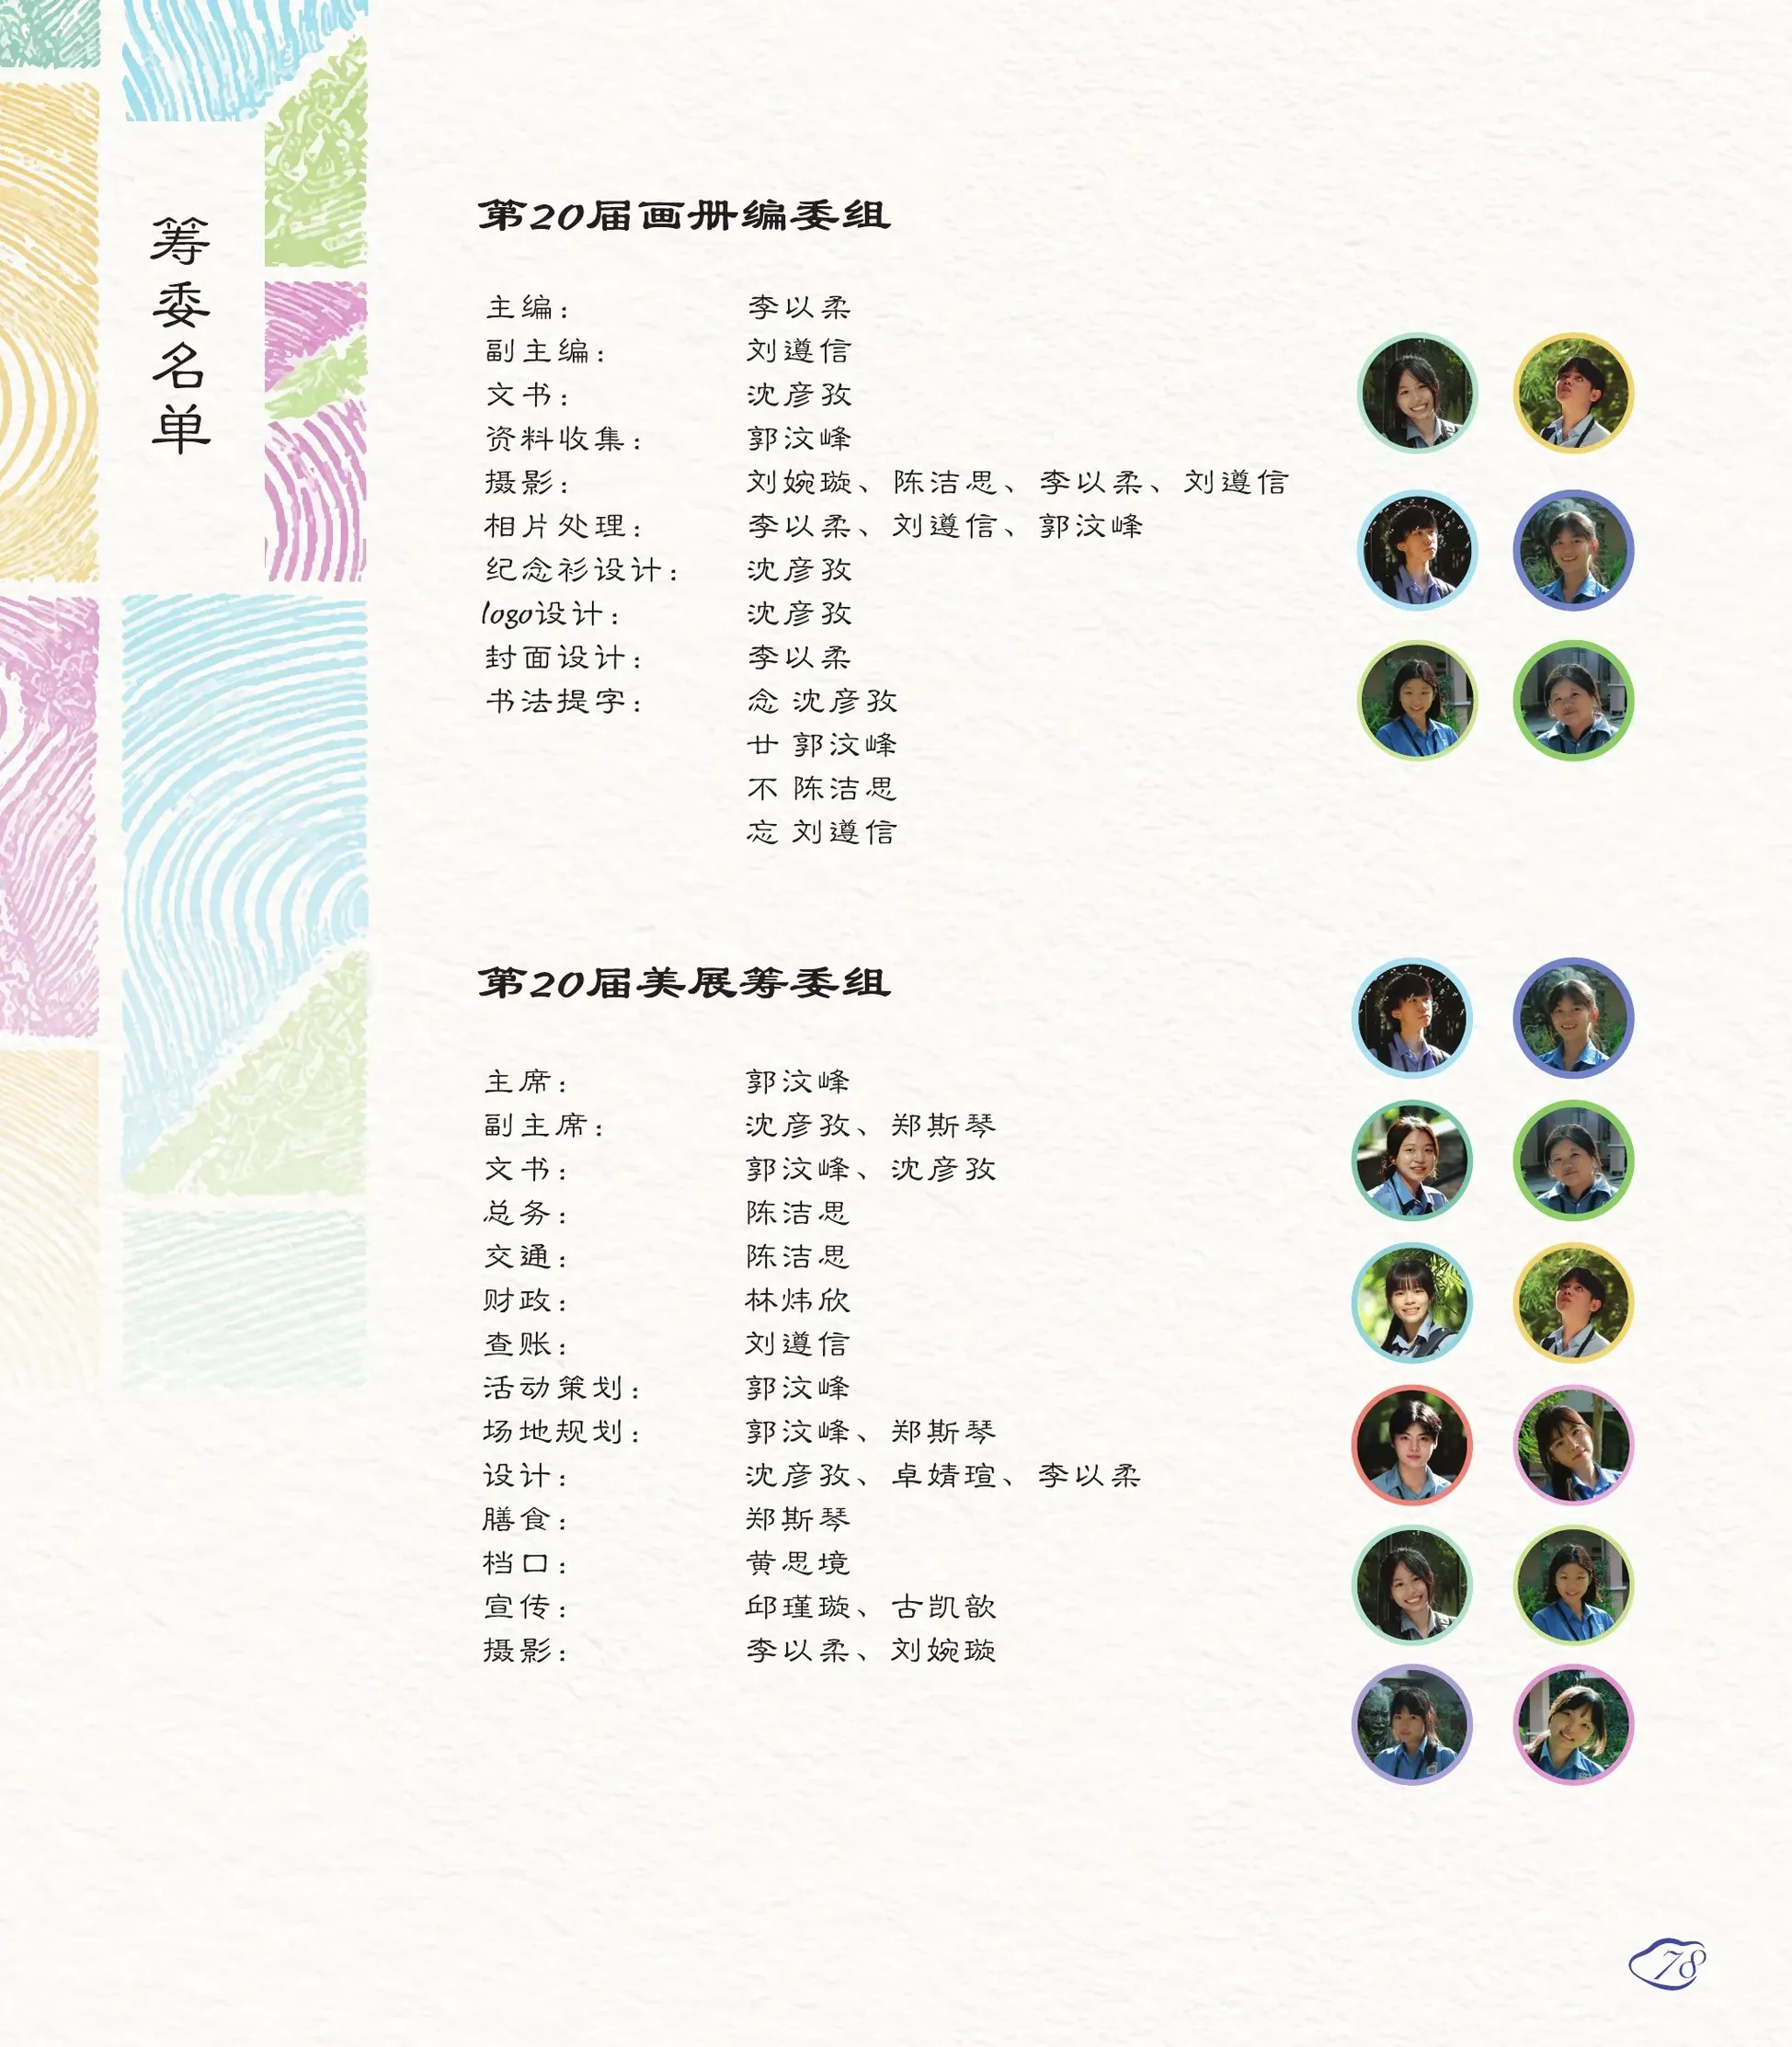 筹委名单
第20届画册编委组
主编： 李以柔
副主编： 刘遵信
文书： 沈彦孜
资料收集： 郭汶峰
摄影： 刘婉璇、陈洁思、李以柔、刘遵信
相片处理： 李以柔、刘遵信、郭汶峰
纪念衫设计： 沈彦孜
logo设计： 沈彦孜
封面设计： 李以柔
书法提字： 念 沈彦孜
廿 郭汶峰
不 陈洁思
忘 刘遵信
第20届美展筹委组
主席： 郭汶峰
副主席： 沈彦孜、郑斯琴
文书： 郭汶峰、沈彦孜
总务： 陈洁思
交通： 陈洁思
财政： 林炜欣
查账： 刘遵信
活动策划： 郭汶峰
场地规划： 郭汶峰、郑斯琴
设计： 沈彦孜、卓婧瑄、李以柔
膳食： 郑斯琴
档口： 黄思境
宣传： 邱瑾璇、古凯歆
摄影： 李以柔、刘婉璇
78